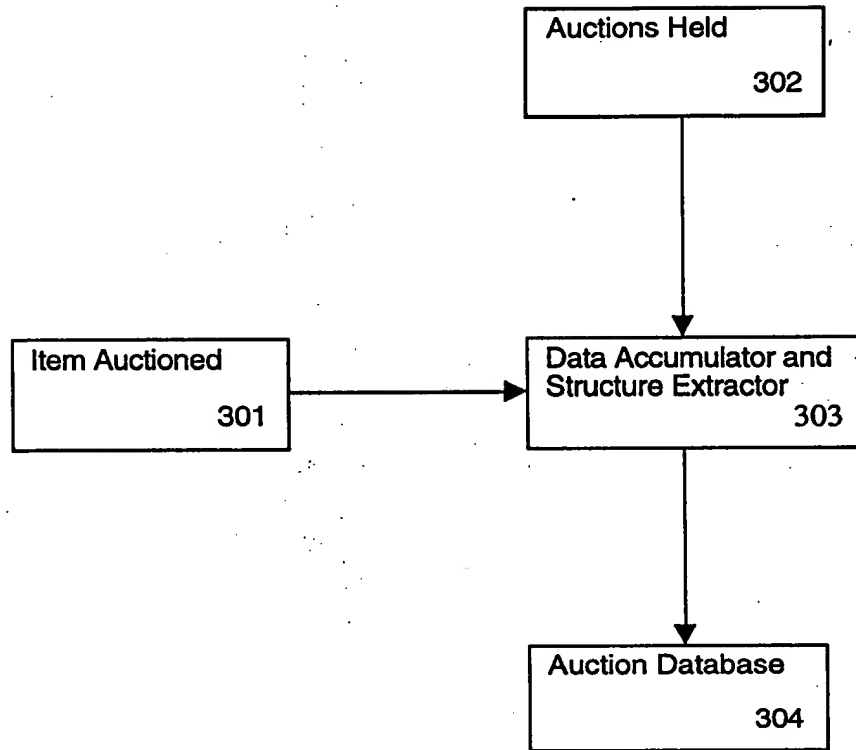 Auctions Held
302
Item Auctioned
301
Data Accumulator and
Structure Extractor
303
Auction Database
304